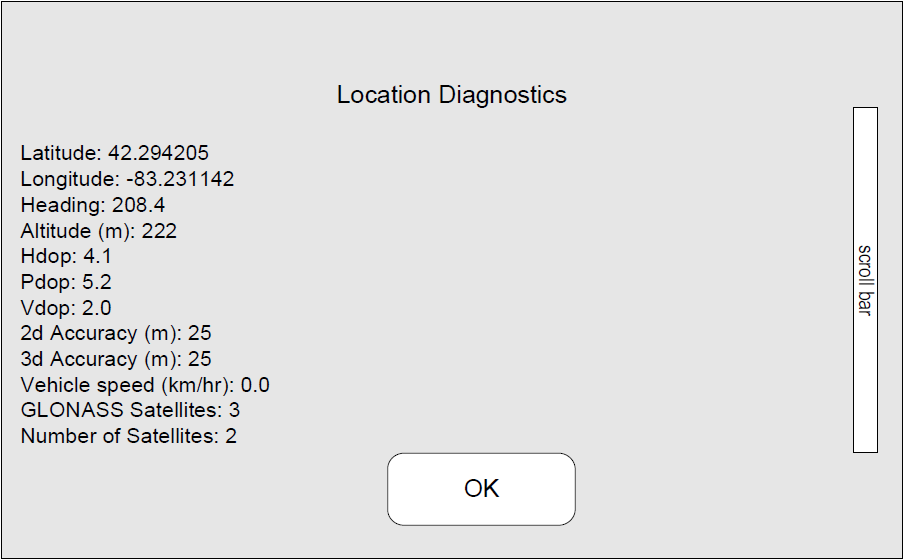 Location Diagnostics
Latitude: 42.294205
Longitude: -83.231142
Heading: 208.4
Altitude (m): 222
Hdop: 4.1
Pdop: 5.2
Vdop: 2.0
2d Accuracy (m): 25
3d Accuracy (m): 25
Vehicle speed (km/hr): 0.0
GLONASS Satellites: 3
Number of Satellites: 2
scroll bar
OK